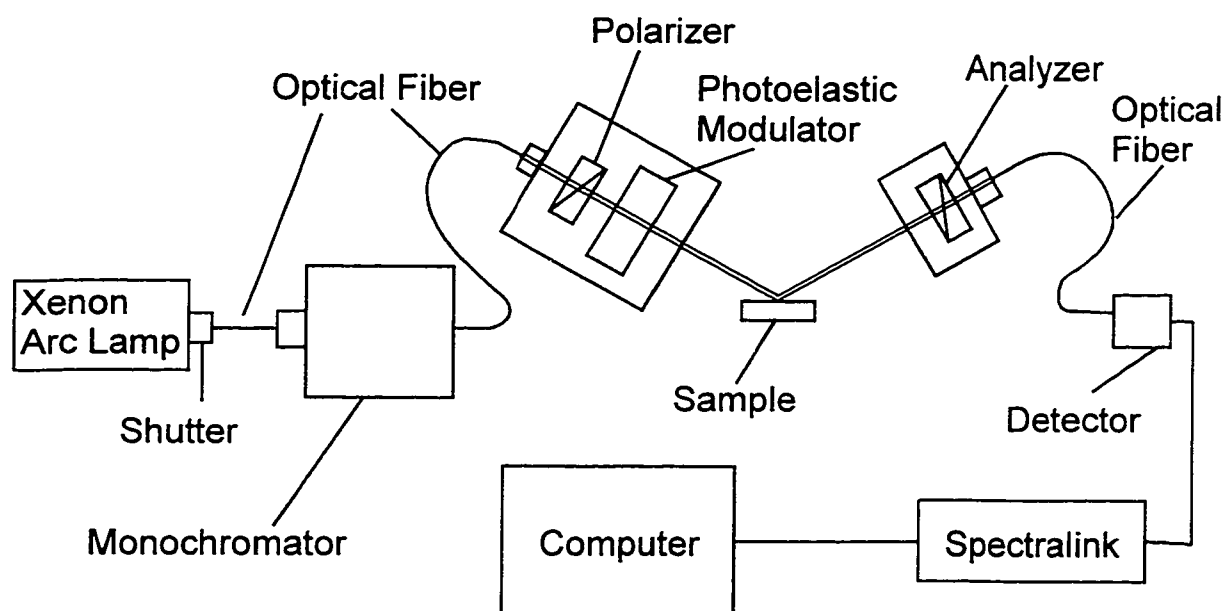 Polarizer
Optical Fiber
Photoelastic
Modulator
Analyzer
Optical
Fiber
Xenon
Arc Lamp
Shutter
Sample
Detector
Monochromator
Computer
Spectralink